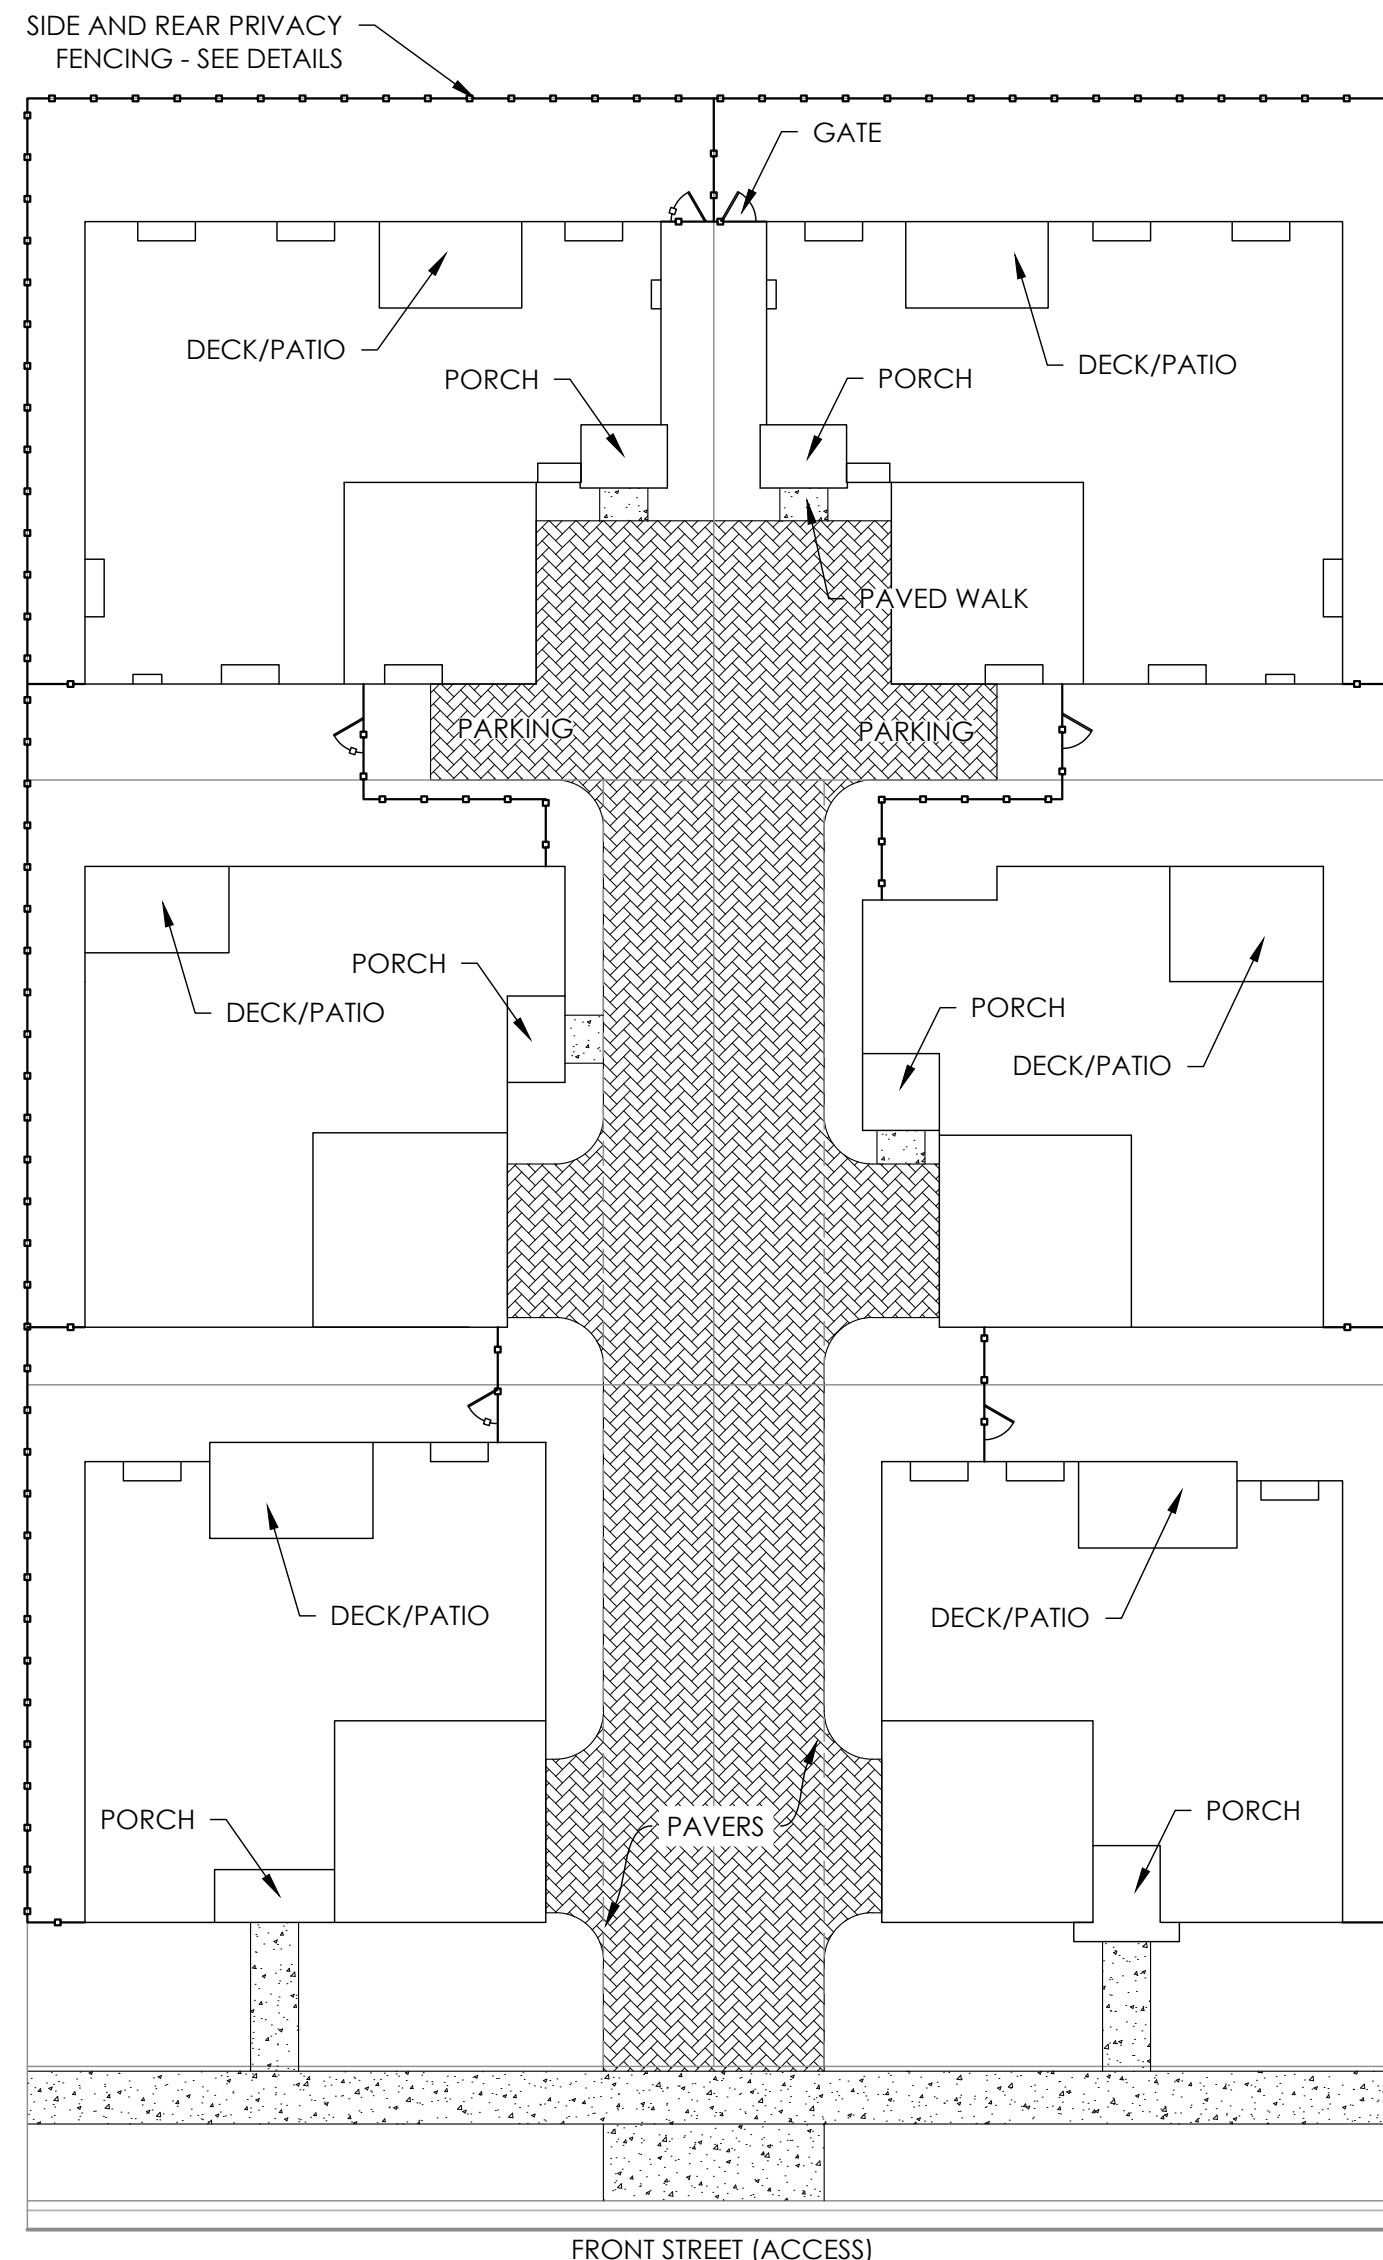 SIDE AND REAR PRIVACY
FENCING - SEE DETAILS
GATE
DECK/PATIO
DECK/PATIO
PORCH
PORCH
PAVED WALK
PARKING
PARKING
PORCH
DECK/PATIO
PORCH
DECK/PATIO
DECK/PATIO
DECK/PATIO
PORCH
PAVERS
PORCH
FRONT STREET (ACCESS)